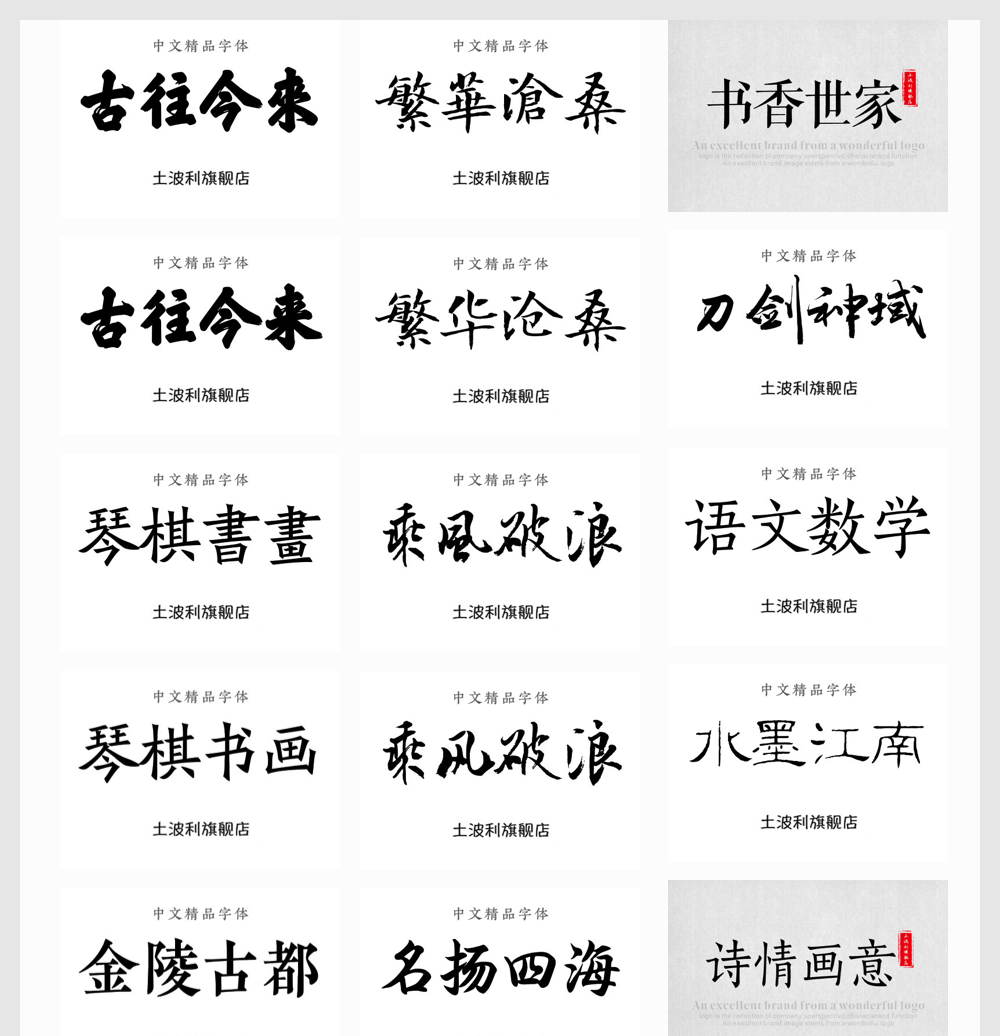 中文精品字体
古往今来
土波利旗舰店
中文精品字体
繁華滄桑
土波利旗舰店
书香世家
An excellent brand from a wonderful logo
中文精品字体
古往今来
土波利旗舰店
中文精品字体
繁华沧桑
土波利旗舰店
中文精品字体
刀剑神域
土波利旗舰店
中文精品字体
琴棋書畫
土波利旗舰店
中文精品字体
乘風破浪
土波利旗舰店
中文精品字体
语文数学
土波利旗舰店
中文精品字体
琴棋书画
土波利旗舰店
中文精品字体
乘风破浪
土波利旗舰店
中文精品字体
水墨江南
土波利旗舰店
中文精品字体
金陵古都
中文精品字体
名扬四海
诗情画意
An excellent brand from a wonderful logo